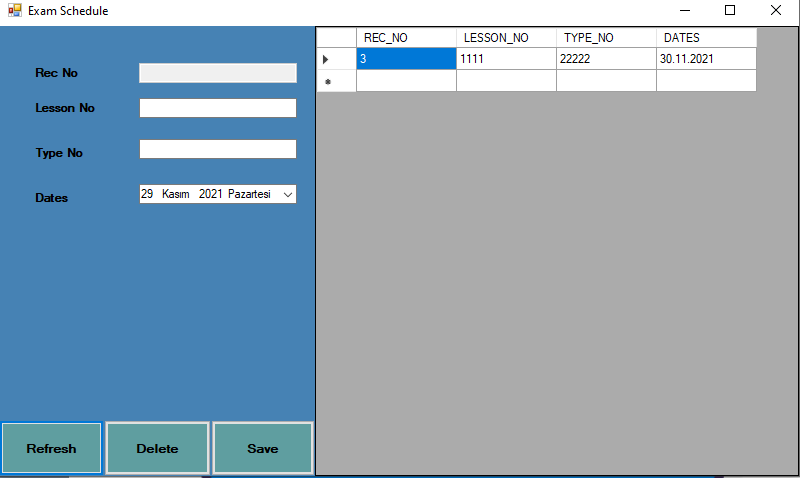 Exam Schedule
Rec No
Lesson No
Type No
Dates 29 Kasım 2021 Pazartesi
Refresh Delete Save
REC_NO LESSON_NO TYPE_NO DATES
3 1111 22222 30.11.2021